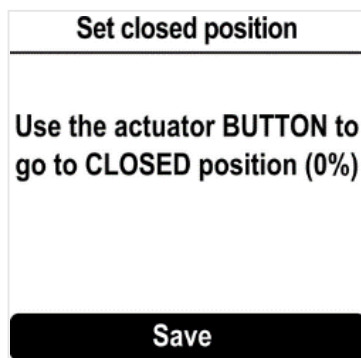 Set closed position
Use the actuator BUTTON to
go to CLOSED position (0%)
Save